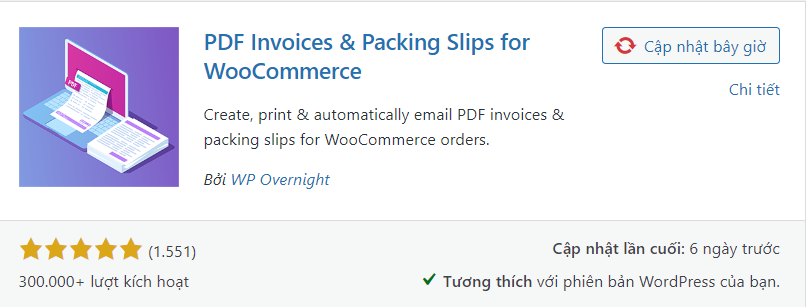 PDF Invoices & Packing Slips for
WooCommerce
Cập nhật bây giờ
Chi tiết
Create, print & automatically email PDF invoices &
packing slips for WooCommerce orders.
Bởi WP Overnight
PDF
(1.551)
300.000+ lượt kích hoạt
Cập nhật lần cuối: 6 ngày trước
Tương thích với phiên bản WordPress của bạn.